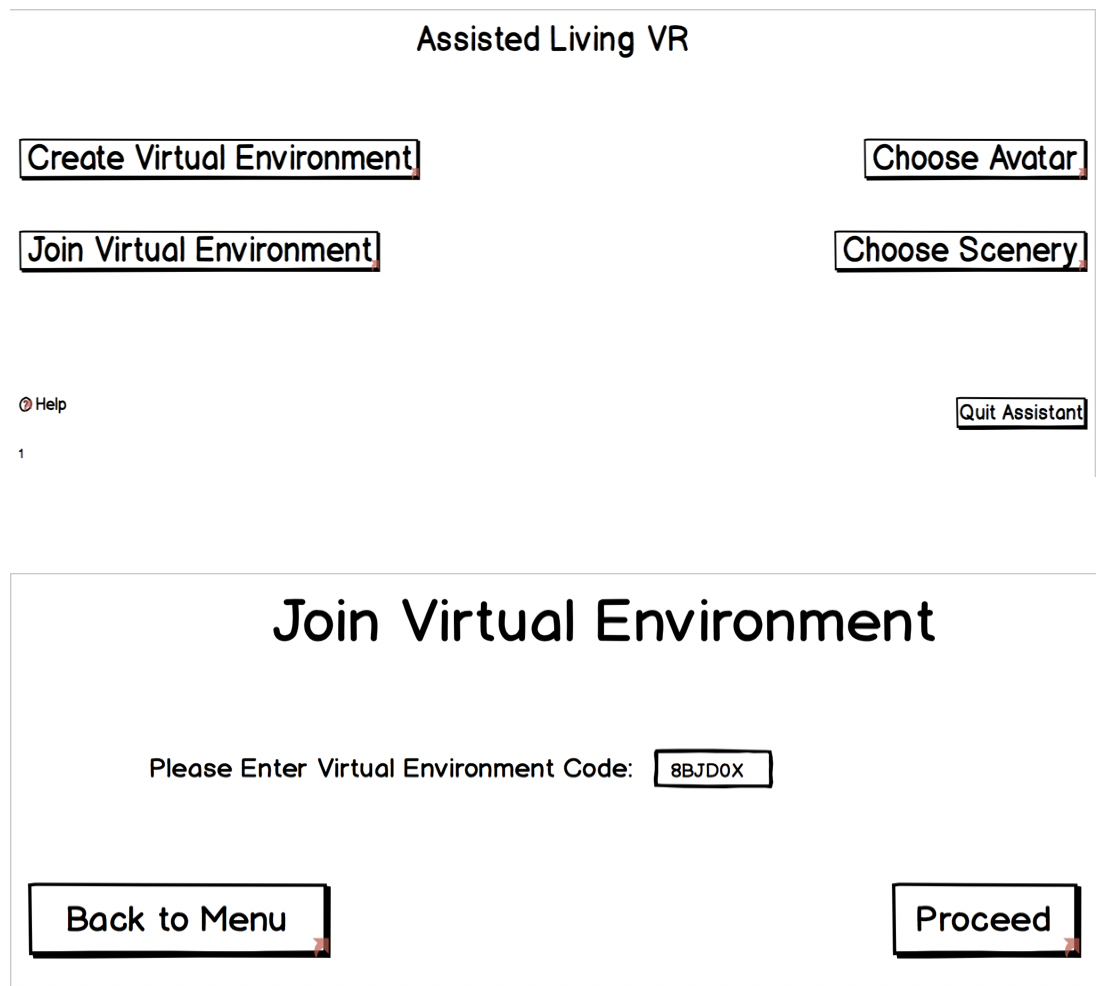 Assisted Living VR
Create Virtual Environment
Choose Avatar
Join Virtual Environment
Choose Scenery
? Help
Quit Assistant
1
Join Virtual Environment
Please Enter Virtual Environment Code: 8BJD0X
Back to Menu
Proceed